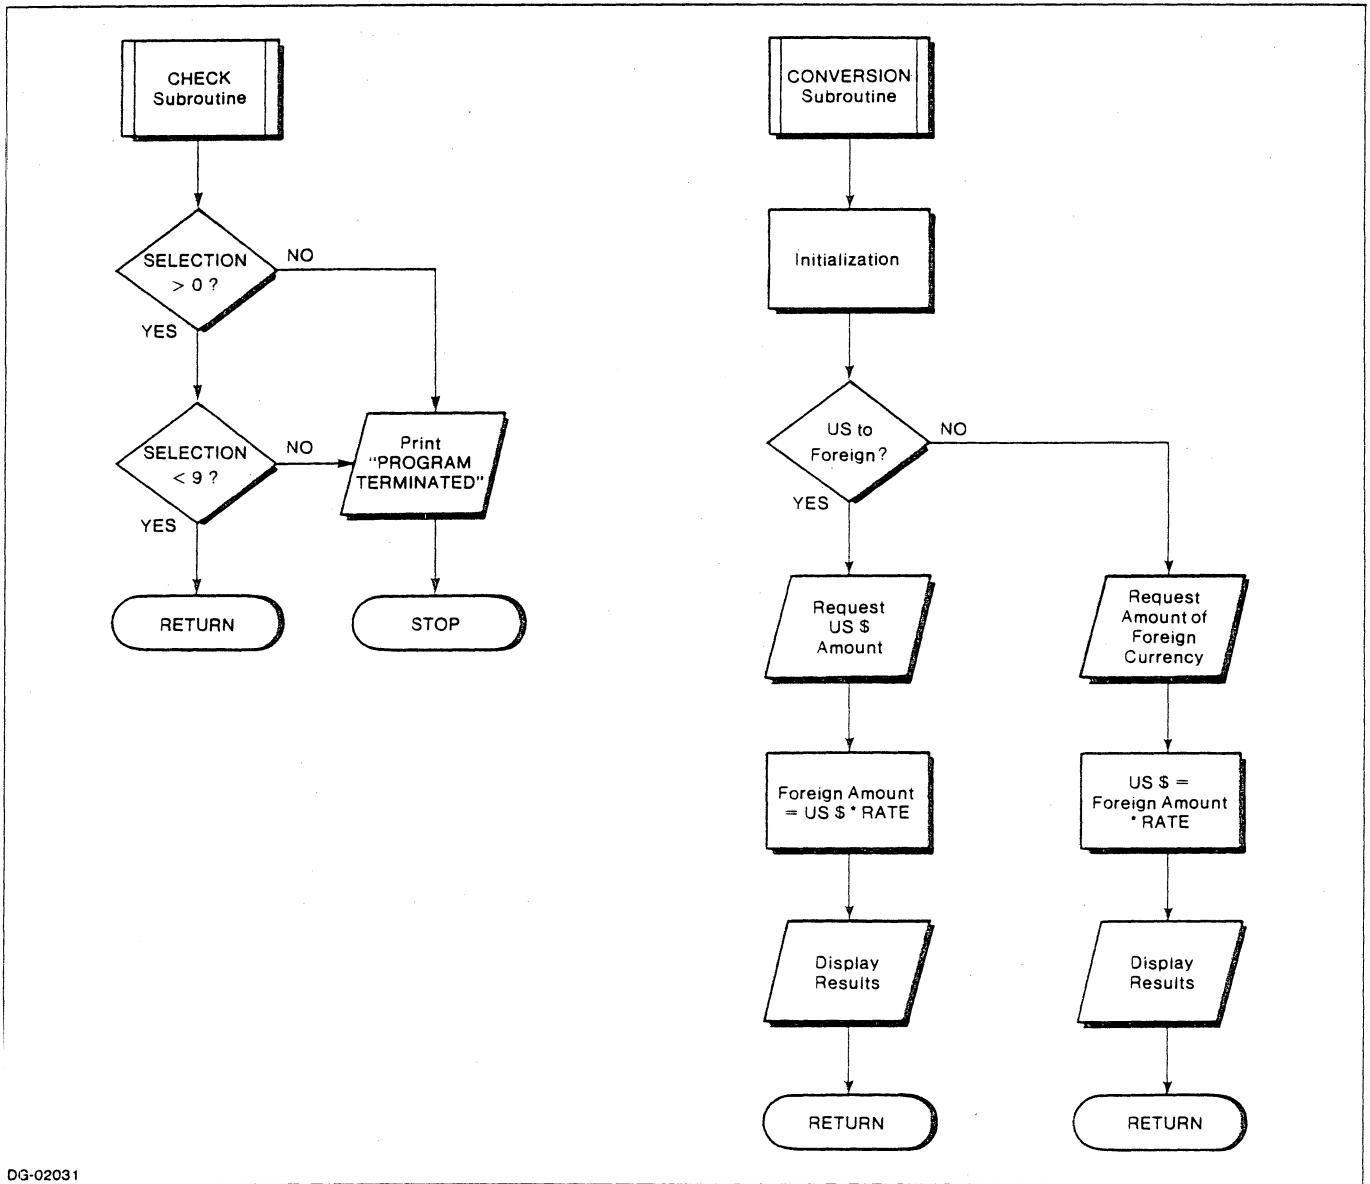 CHECK
Subroutine
SELECTION
> 0 ?
NO
YES
SELECTION
< 9 ?
NO
YES
Print
"PROGRAM
TERMINATED"
RETURN
STOP
CONVERSION
Subroutine
Initialization
US to
Foreign?
NO
YES
Request
US $
Amount
Foreign Amount
= US $ * RATE
Display
Results
RETURN
Request
Amount of
Foreign
Currency
US $ =
Foreign Amount
* RATE
Display
Results
RETURN
DG-02031